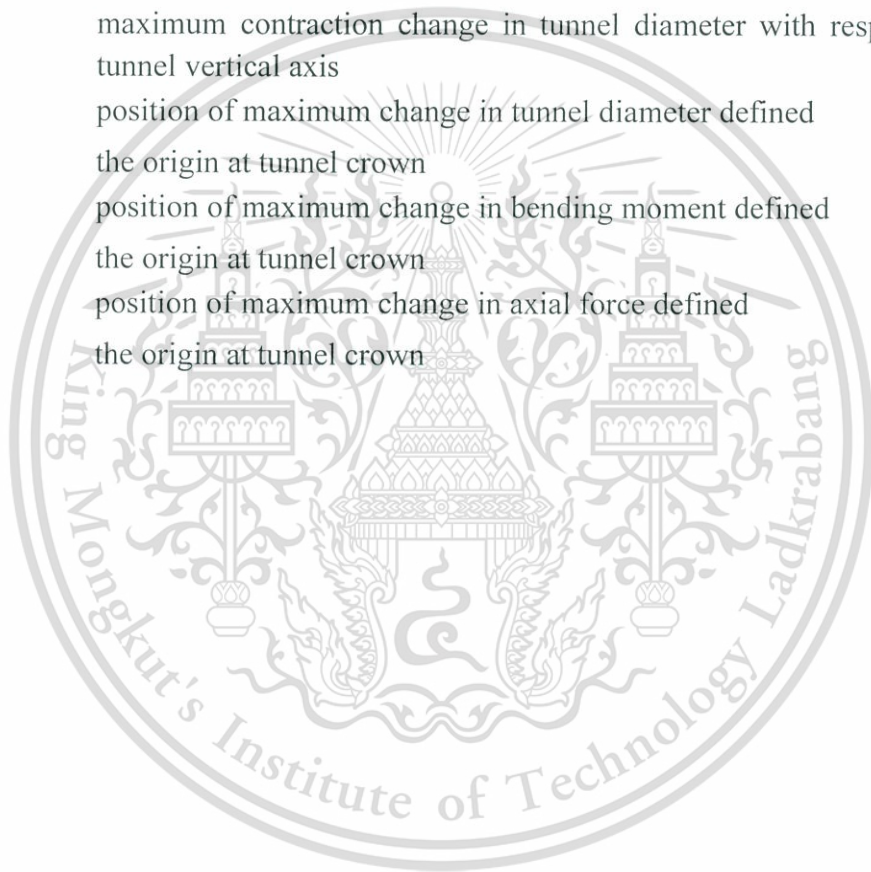 maximum contraction change in tunnel diameter with
tunnel vertical axis
position of maximum change in tunnel diameter defined
the origin at tunnel crown
position of maximum change in bending moment defined
the origin at tunnel crown
position of maximum change in axial force defined
the origin at tunnel crown
King Mongkut's Institute of Technology Ladkrabang